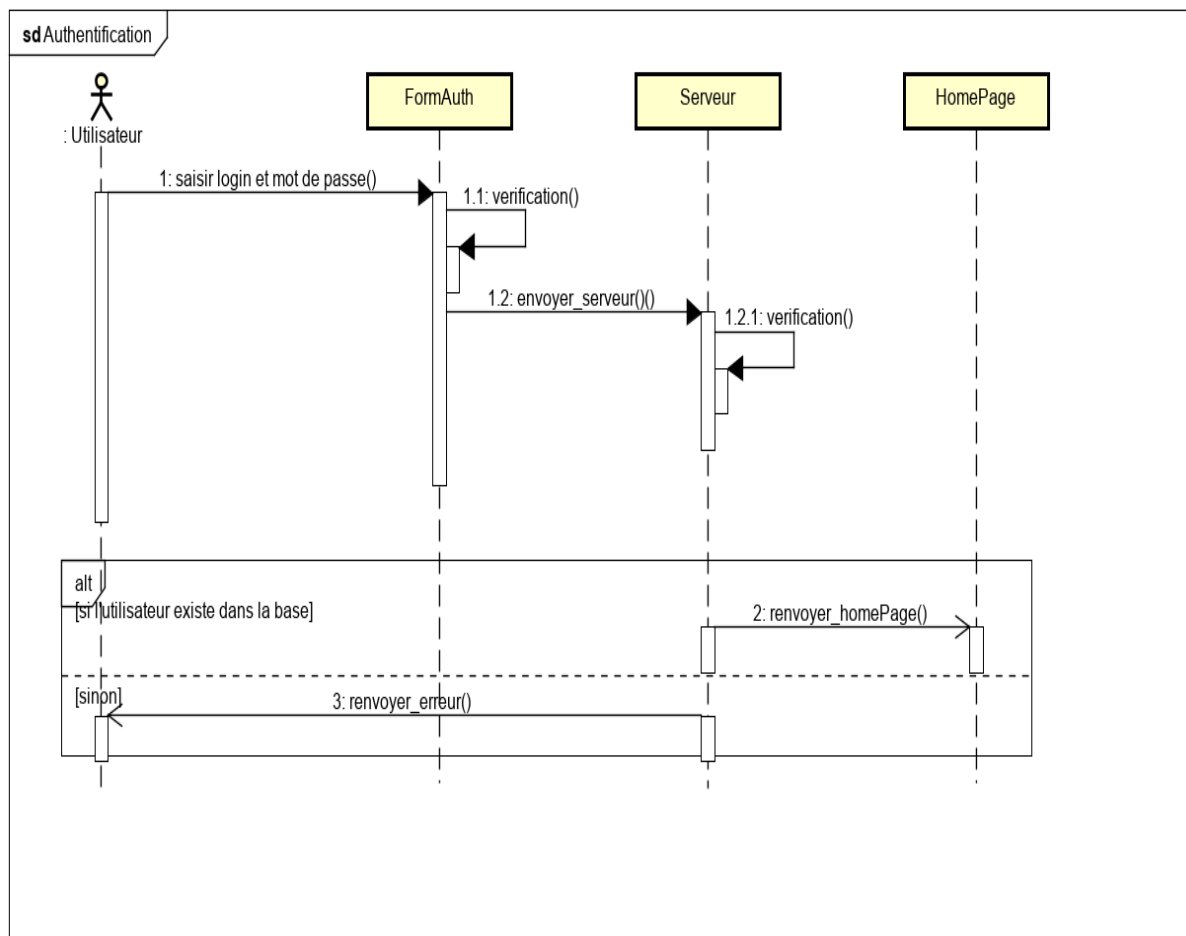 sd Authentification
: Utilisateur
FormAuth
Serveur
HomePage
1: saisir login et mot de passe()
1.1: verification()
1.2: envoyer_serveur()()
1.2.1: verification()
alt
[si l'utilisateur existe dans la base]
2: renvoyer_homePage()
[sinon]
3: renvoyer_erreur()